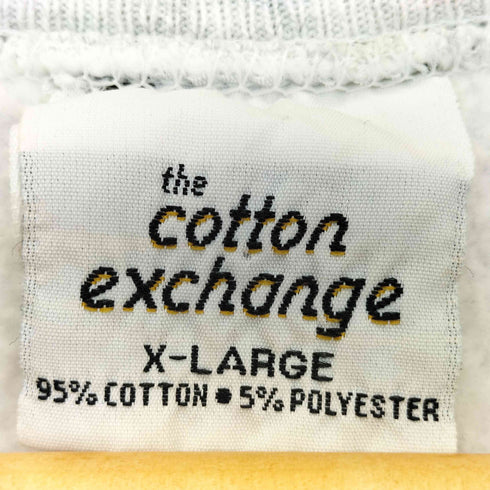 the
cotton
exchange
X-LARGE
95% COTTON • 5% POLYESTER